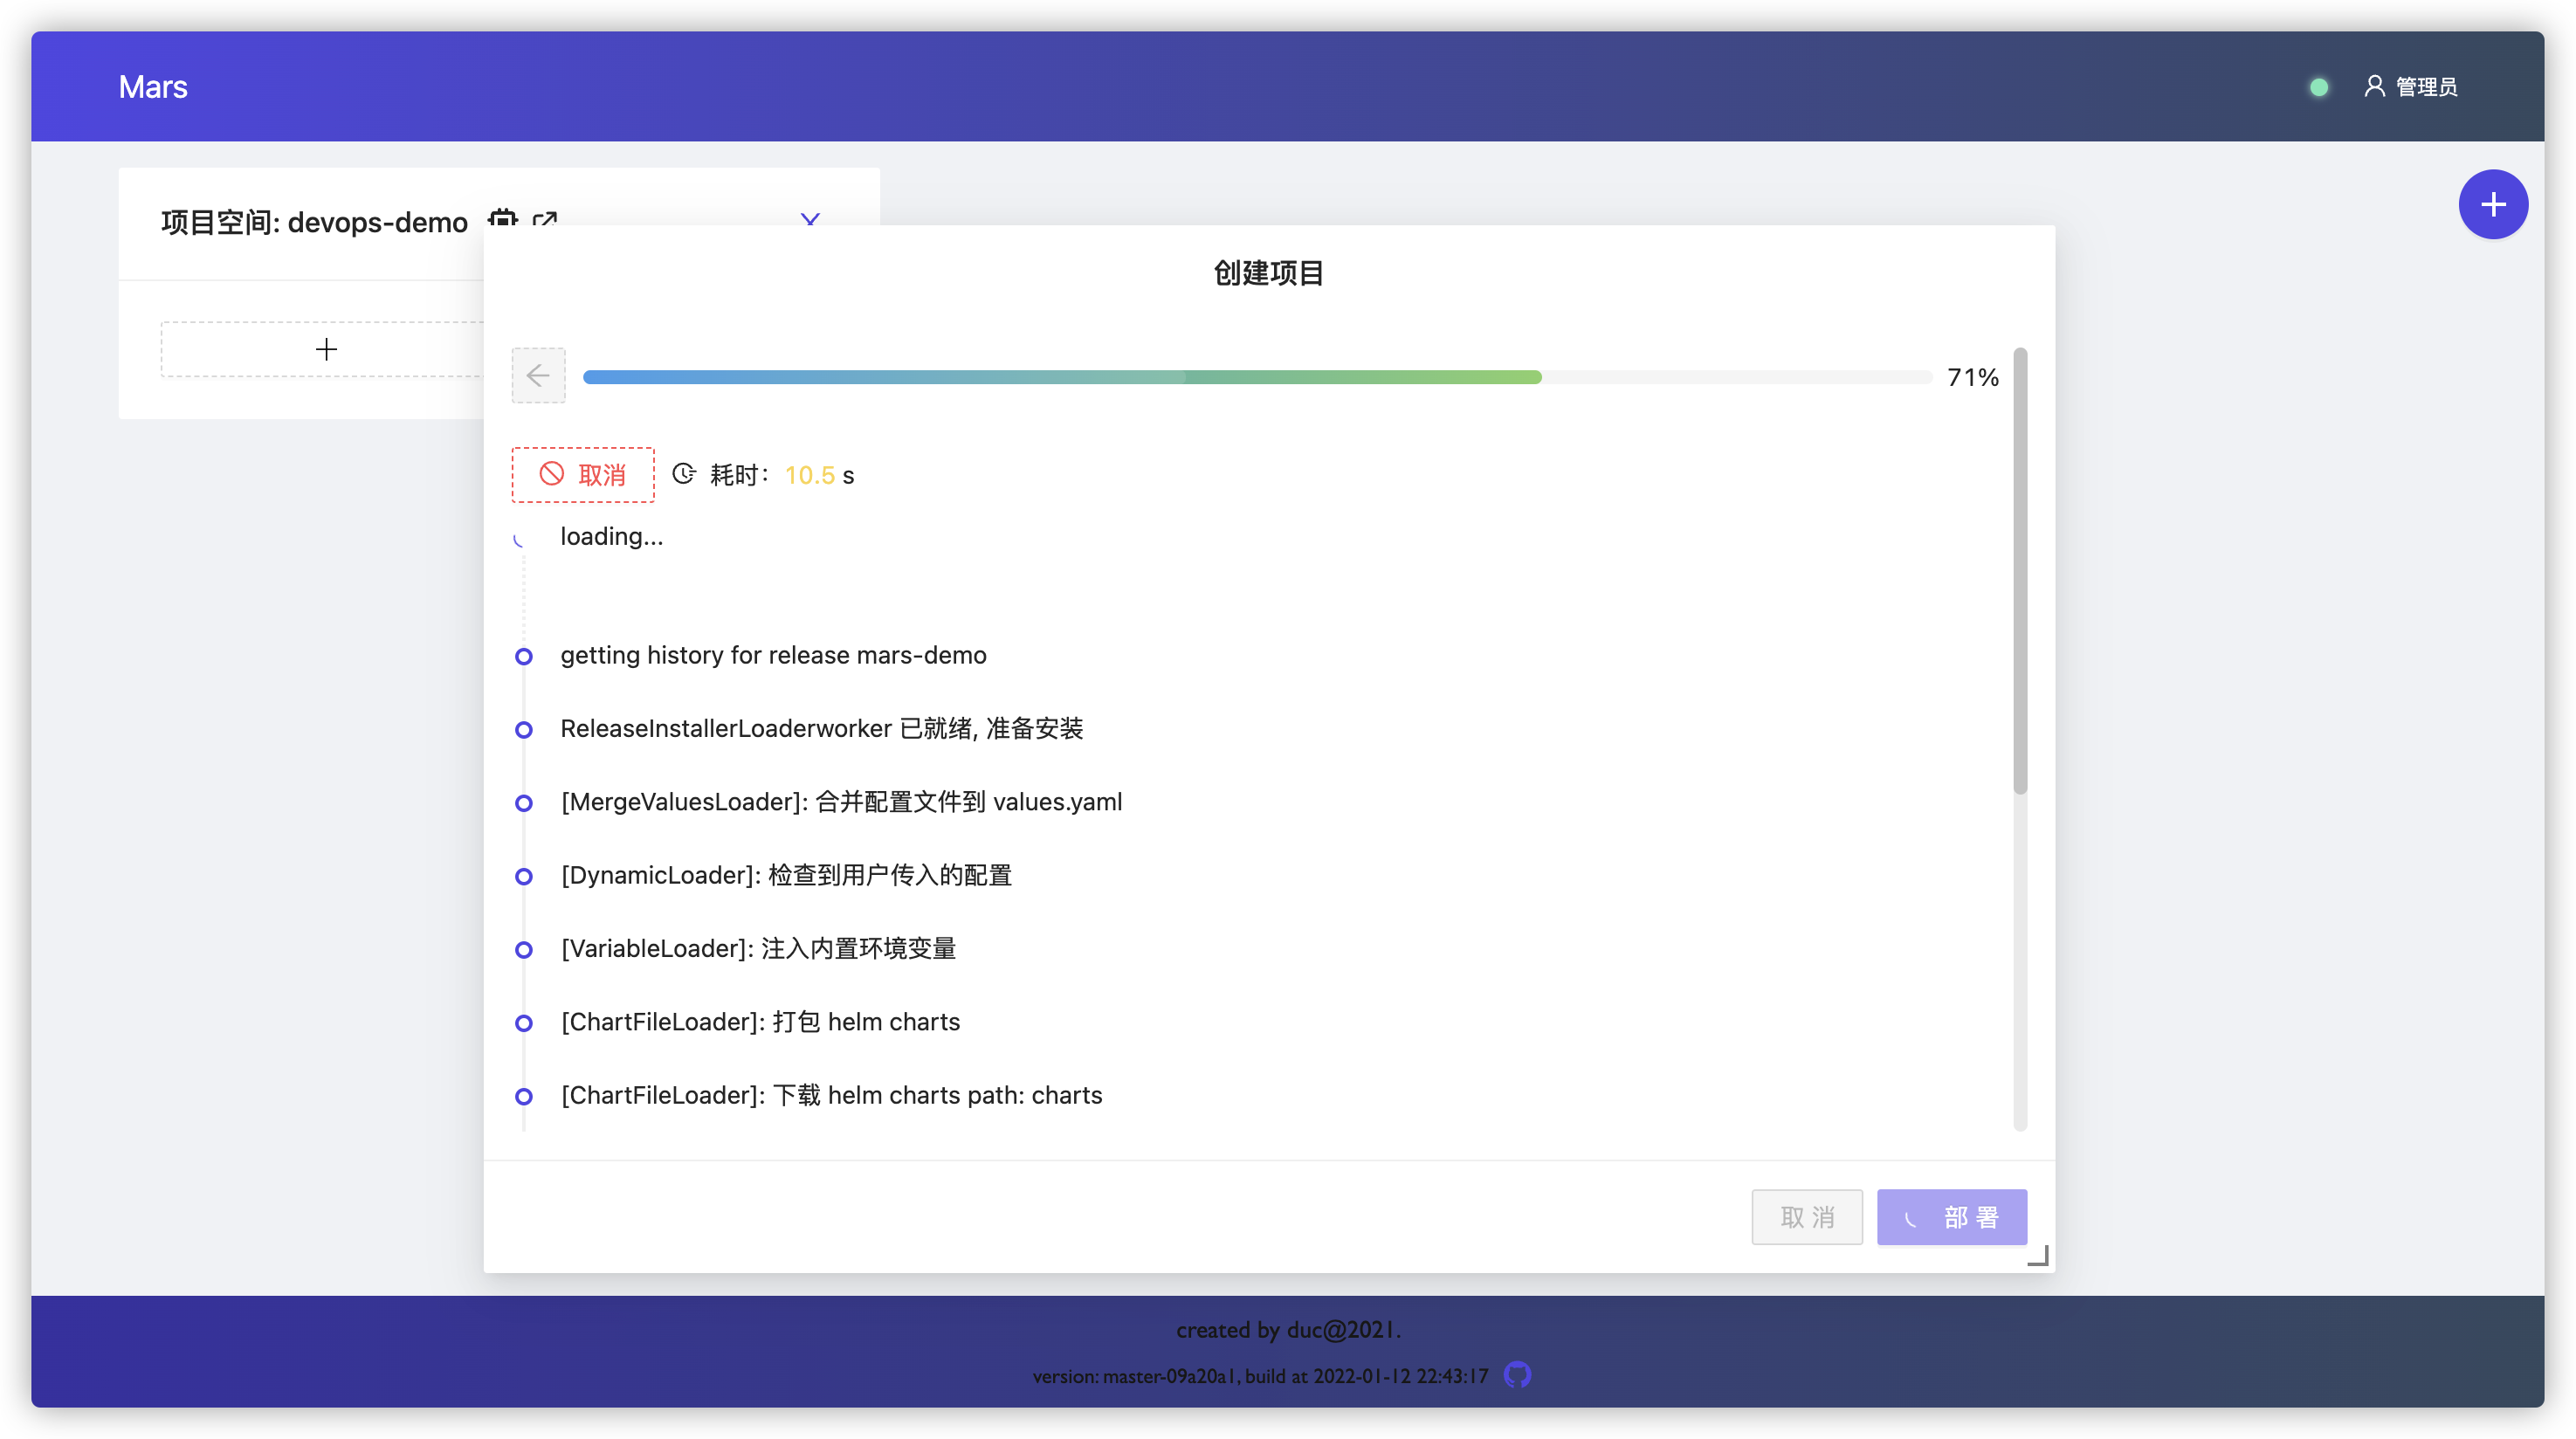 Mars
管理员
项目空间: devops-demo
创建项目
71%
取消 耗时： 10.5 s
loading...
getting history for release mars-demo
ReleaseInstallerLoaderworker 已就绪, 准备安装
[MergeValuesLoader]: 合并配置文件到 values.yaml
[DynamicLoader]: 检查到用户传入的配置
[VariableLoader]: 注入内置环境变量
[ChartFileLoader]: 打包 helm charts
[ChartFileLoader]: 下载 helm charts path: charts
取 消 部 署
created by duc@2021.
version: master-09a20a1, build at 2022-01-12 22:43:17